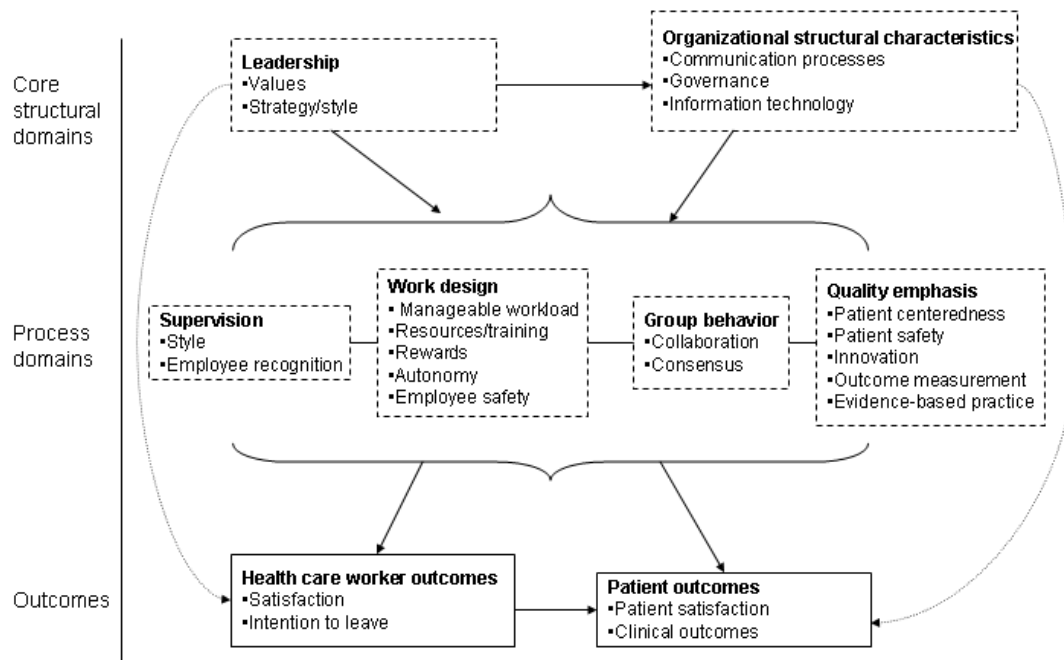 Core
structural
domains
Leadership
▪Values
▪Strategy/style
Organizational structural characteristics
▪Communication processes
▪Governance
▪Information technology
Process
domains
Supervision
▪Style
▪Employee recognition
Work design
▪ Manageable workload
▪Resources/training
▪Rewards
▪Autonomy
▪Employee safety
Group behavior
▪Collaboration
▪Consensus
Quality emphasis
▪Patient centeredness
▪Patient safety
▪Innovation
▪Outcome measurement
▪Evidence-based practice
Outcomes
Health care worker outcomes
▪Satisfaction
▪Intention to leave
Patient outcomes
▪Patient satisfaction
▪Clinical outcomes